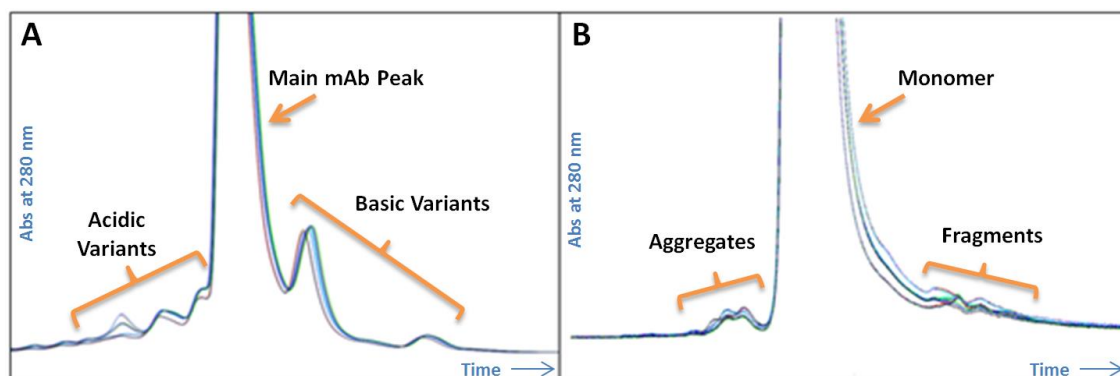 A
Main mAb Peak
Basic Variants
Acidic
Variants
Abs at 280 nm
Time
B
Monomer
Aggregates
Fragments
Abs at 280 nm
Time